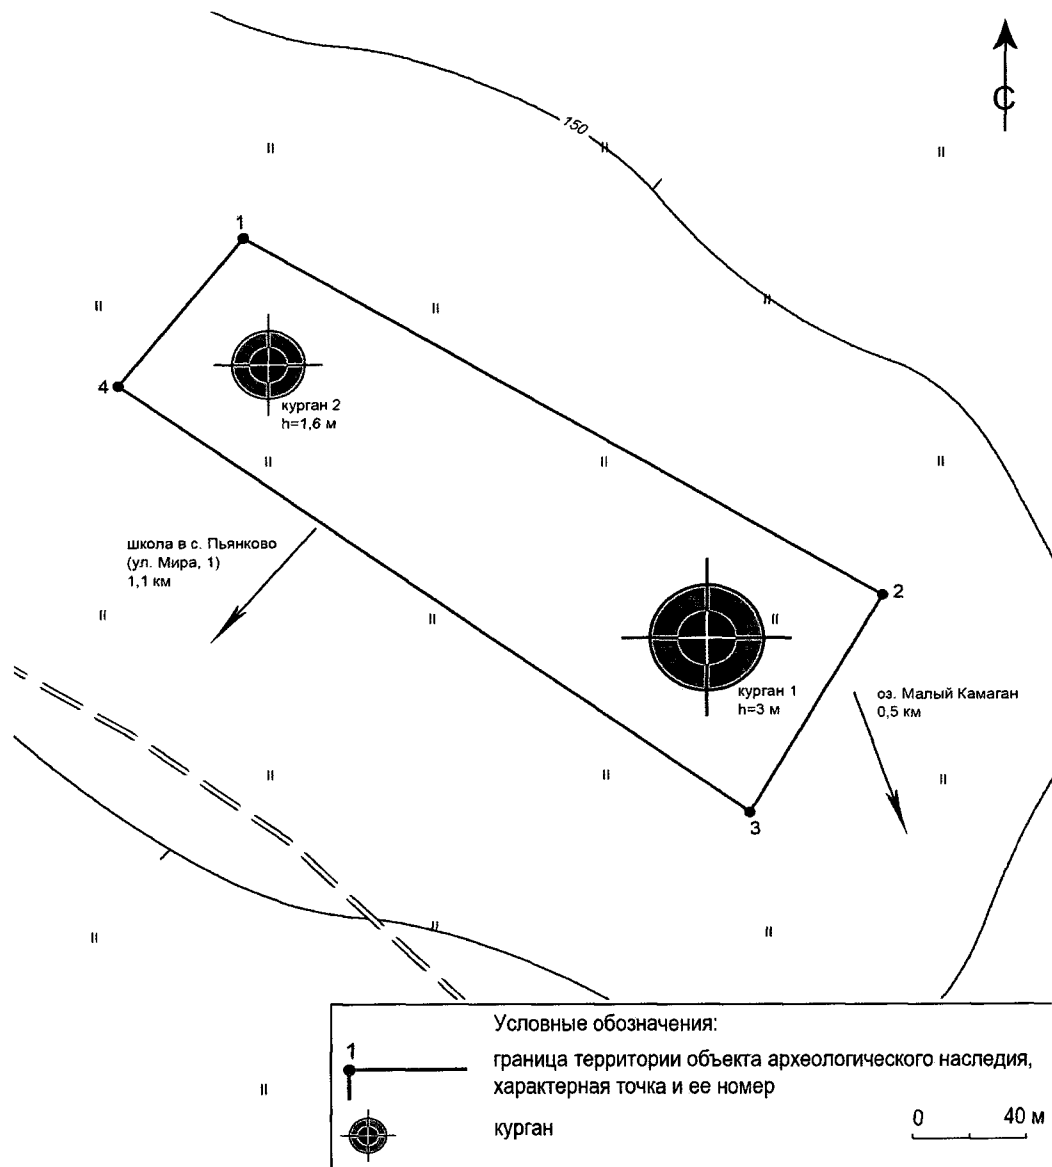 С
150
1
4
курган 2
h=1,6 м
школа в с. Пьянково
(ул. Мира, 1)
1,1 км
2
курган 1
h=3 м
оз. Малый Камаган
0,5 км
3
Условные обозначения:
1
граница территории объекта археологического наследия,
характерная точка и ее номер
курган
0 40 м